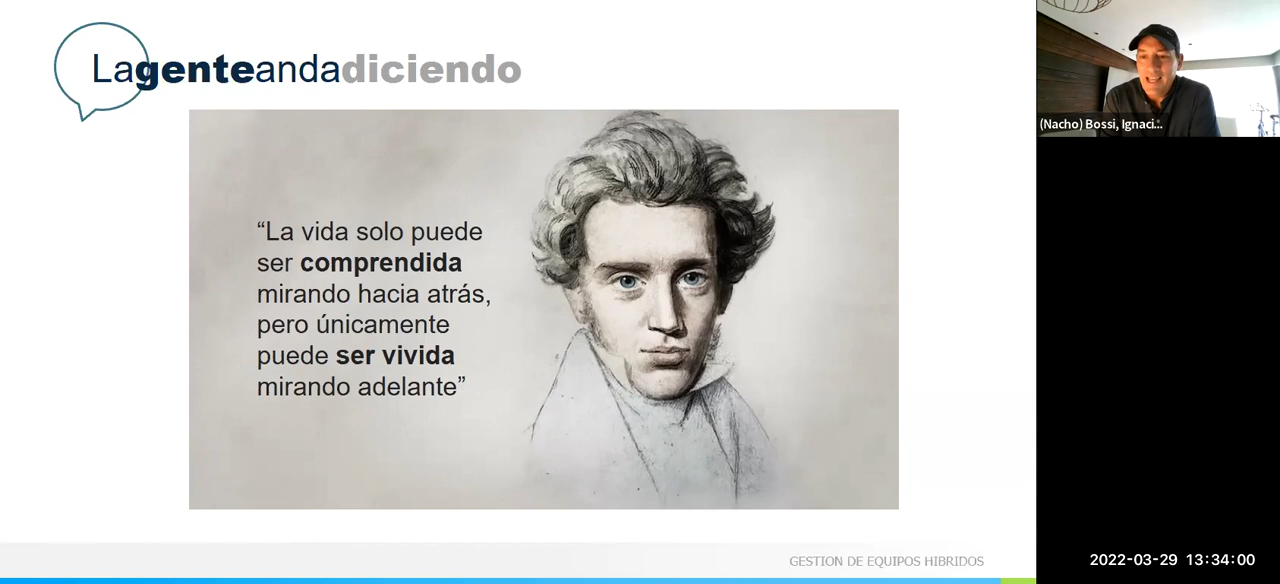 Lagenteandadiciendo
“La vida solo puede
ser comprendida
mirando hacia atrás,
pero únicamente
puede ser vivida
mirando adelante”
GESTION DE EQUIPOS HIBRIDOS
(Nacho) Bossi, Ignaci...
2022-03-29 13:34:00